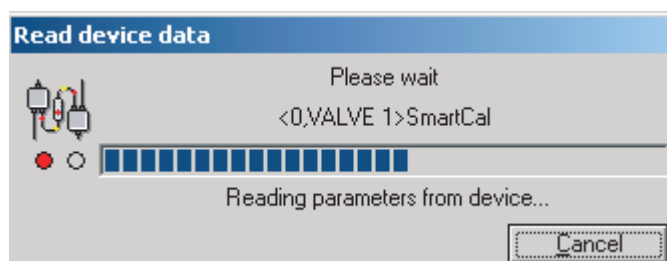 Read device data
Please wait
<0,VALVE 1>SmartCal
Reading parameters from device...
Cancel